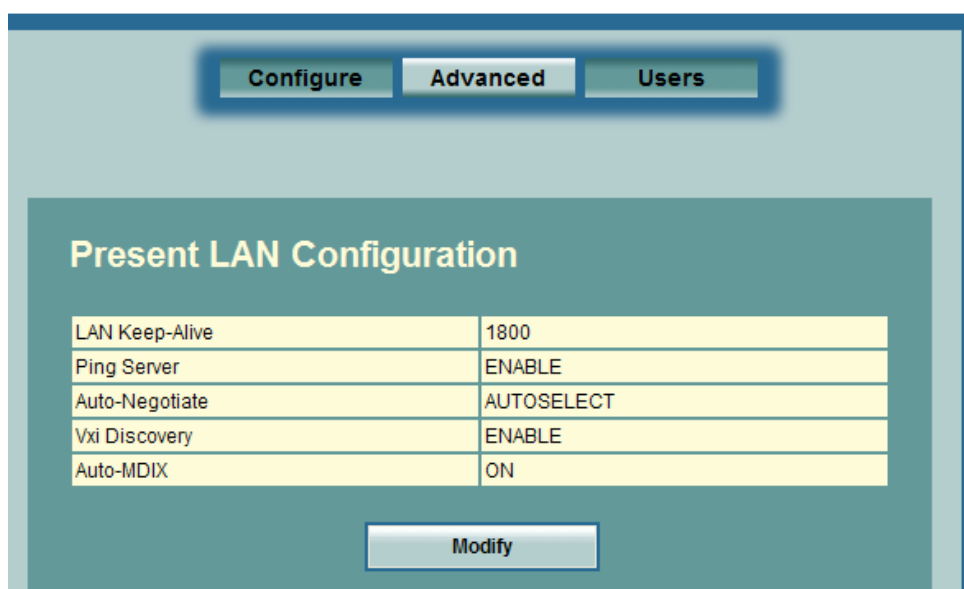 Configure Advanced Users
Present LAN Configuration
LAN Keep-Alive 1800
Ping Server ENABLE
Auto-Negotiate AUTOSELECT
Vxi Discovery ENABLE
Auto-MDIX ON
Modify